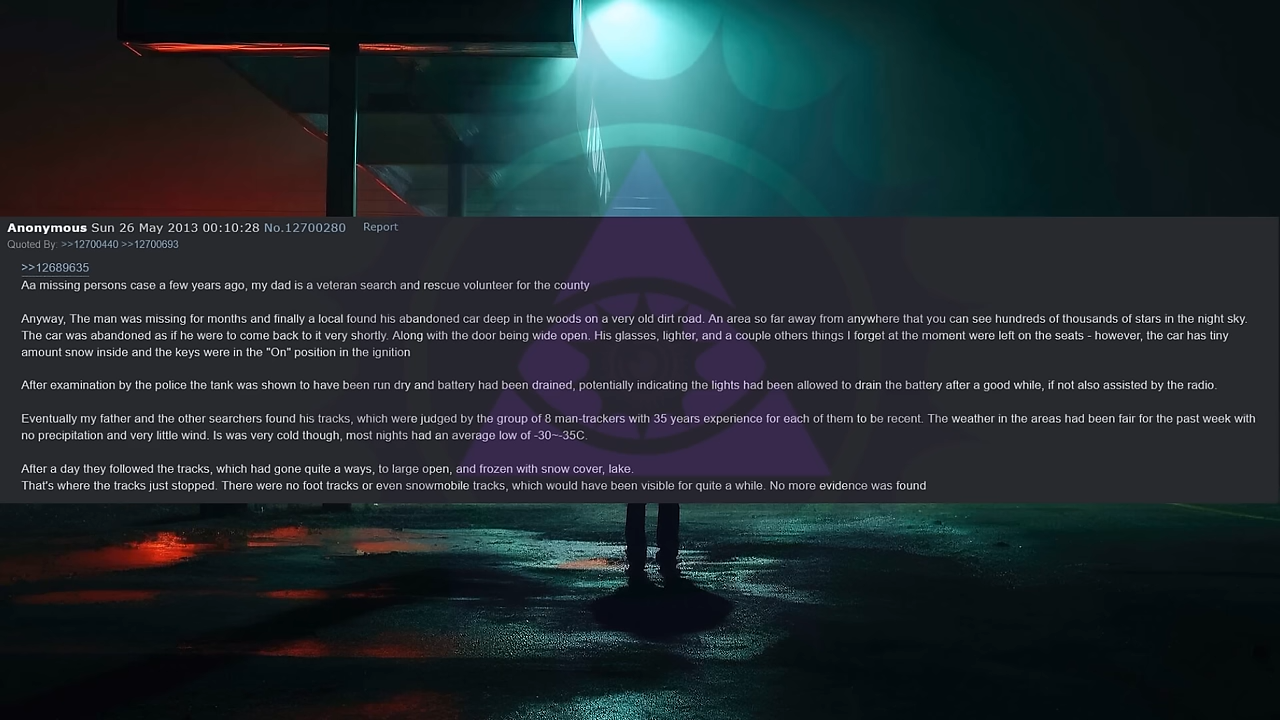 Anonymous Sun 26 May 2013 00:10:28 No.12700280 Report
Quoted By: >>12700440 >>12700693
>>12689635
Aa missing persons case a few years ago, my dad is a veteran search and rescue volunteer for the county
Anyway, The man was missing for months and finally a local found his abandoned car deep in the woods on a very old dirt road. An area so far away from anywhere that you can see hundreds of thousands of stars in the night sky.
The car was abandoned as if he were to come back to it very shortly. Along with the door being wide open. His glasses, lighter, and a couple others things I forget at the moment were left on the seats - however, the car has tiny
amount snow inside and the keys were in the "On" position in the ignition
After examination by the police the tank was shown to have been run dry and battery had been drained, potentially indicating the lights had been allowed to drain the battery after a good while, if not also assisted by the radio.
Eventually my father and the other searchers found his tracks, which were judged by the group of 8 man-trackers with 35 years experience for each of them to be recent. The weather in the areas had been fair for the past week with
no precipitation and very little wind. Is was very cold though, most nights had an average low of -30~-35C.
After a day they followed the tracks, which had gone quite a ways, to large open, and frozen with snow cover, lake.
That's where the tracks just stopped. There were no foot tracks or even snowmobile tracks, which would have been visible for quite a while. No more evidence was found